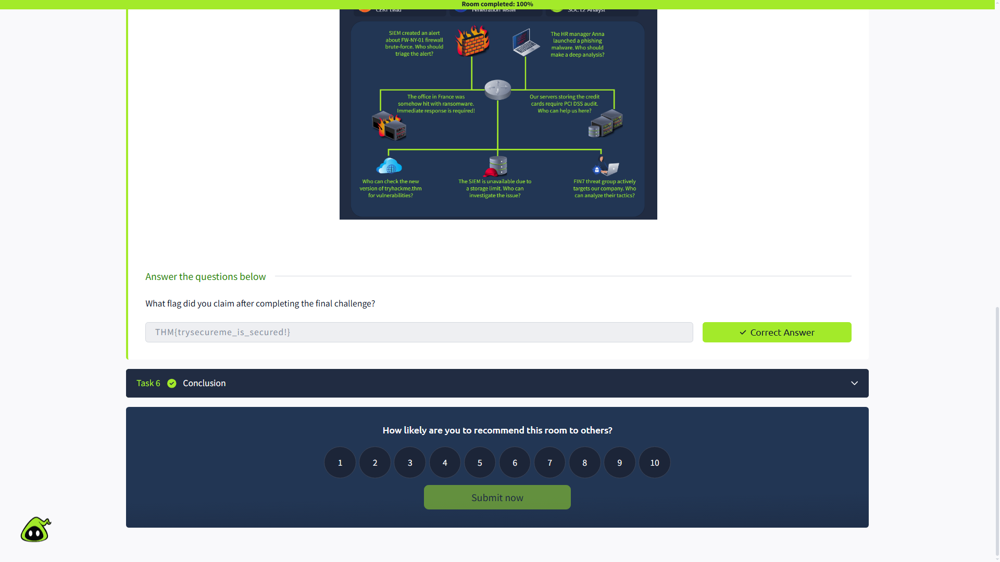 Room completed: 100%
CERT Lead
Penetration Tester
SOC L2 Analyst
SIEM created an alert
about FW-NY-01 firewall
brute-force. Who should
triage the alert?
The HR manager Anna
launched a phishing
malware. Who should
make a deep analysis?
The office in France was
somehow hit with ransomware.
Immediate response is required!
Our servers storing the credit
cards require PCI DSS audit.
Who can help us here?
Who can check the new
version of tryhackme.thm
for vulnerabilities?
The SIEM is unavailable due to
a storage limit. Who can
investigate the issue?
FIN7 threat group actively
targets our company. Who
can analyze their tactics?
Answer the questions below
What flag did you claim after completing the final challenge?
THM{trysecureme_is_secured!}
Correct Answer
Task 6
Conclusion
How likely are you to recommend this room to others?
1
2
3
4
5
6
7
8
9
10
Submit now